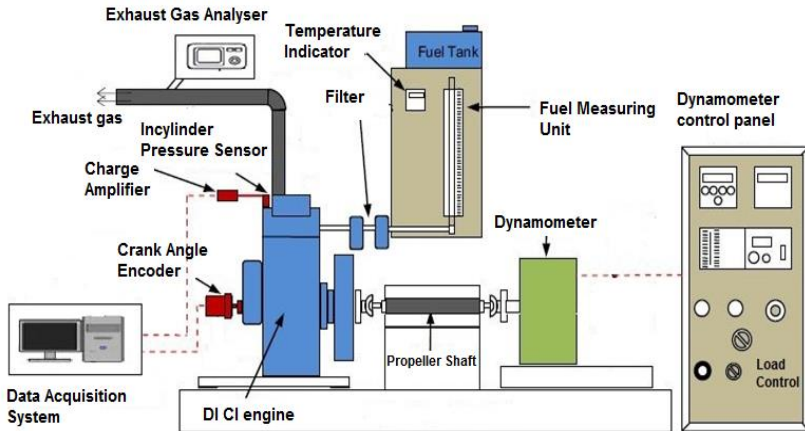 Exhaust Gas Analyser
Temperature
Indicator
Fuel Tank
Filter
Fuel Measuring
Unit
Dynamometer
control panel
Exhaust gas
Incylinder
Pressure Sensor
Charge
Amplifier
Crank Angle
Encoder
Dynamometer
Propeller Shaft
Load
Control
Data Acquisition
System
DI CI engine